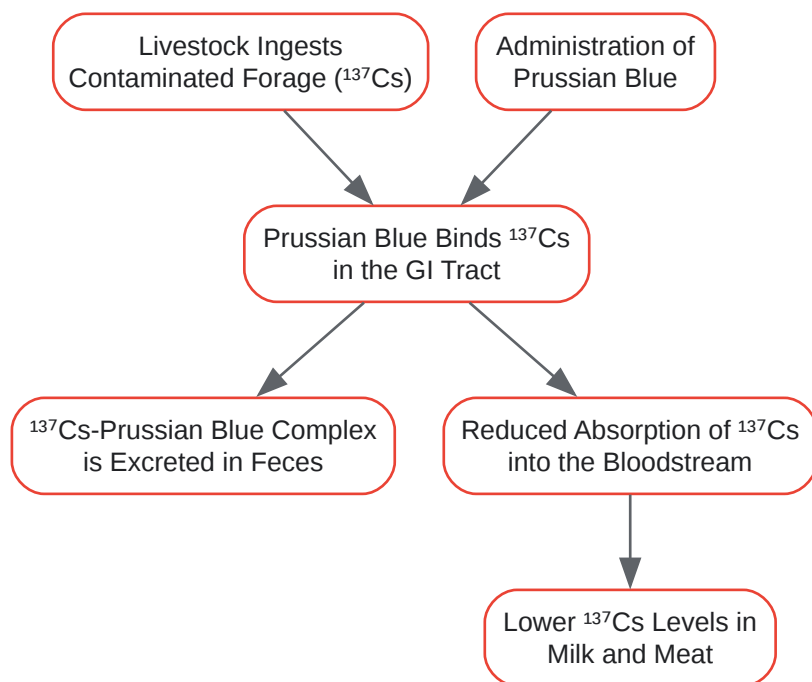 Livestock Ingests
Contaminated Forage (¹³⁷Cs)
Administration of
Prussian Blue
Prussian Blue Binds ¹³⁷Cs
in the GI Tract
¹³⁷Cs-Prussian Blue Complex
is Excreted in Feces
Reduced Absorption of ¹³⁷Cs
into the Bloodstream
Lower ¹³⁷Cs Levels in
Milk and Meat